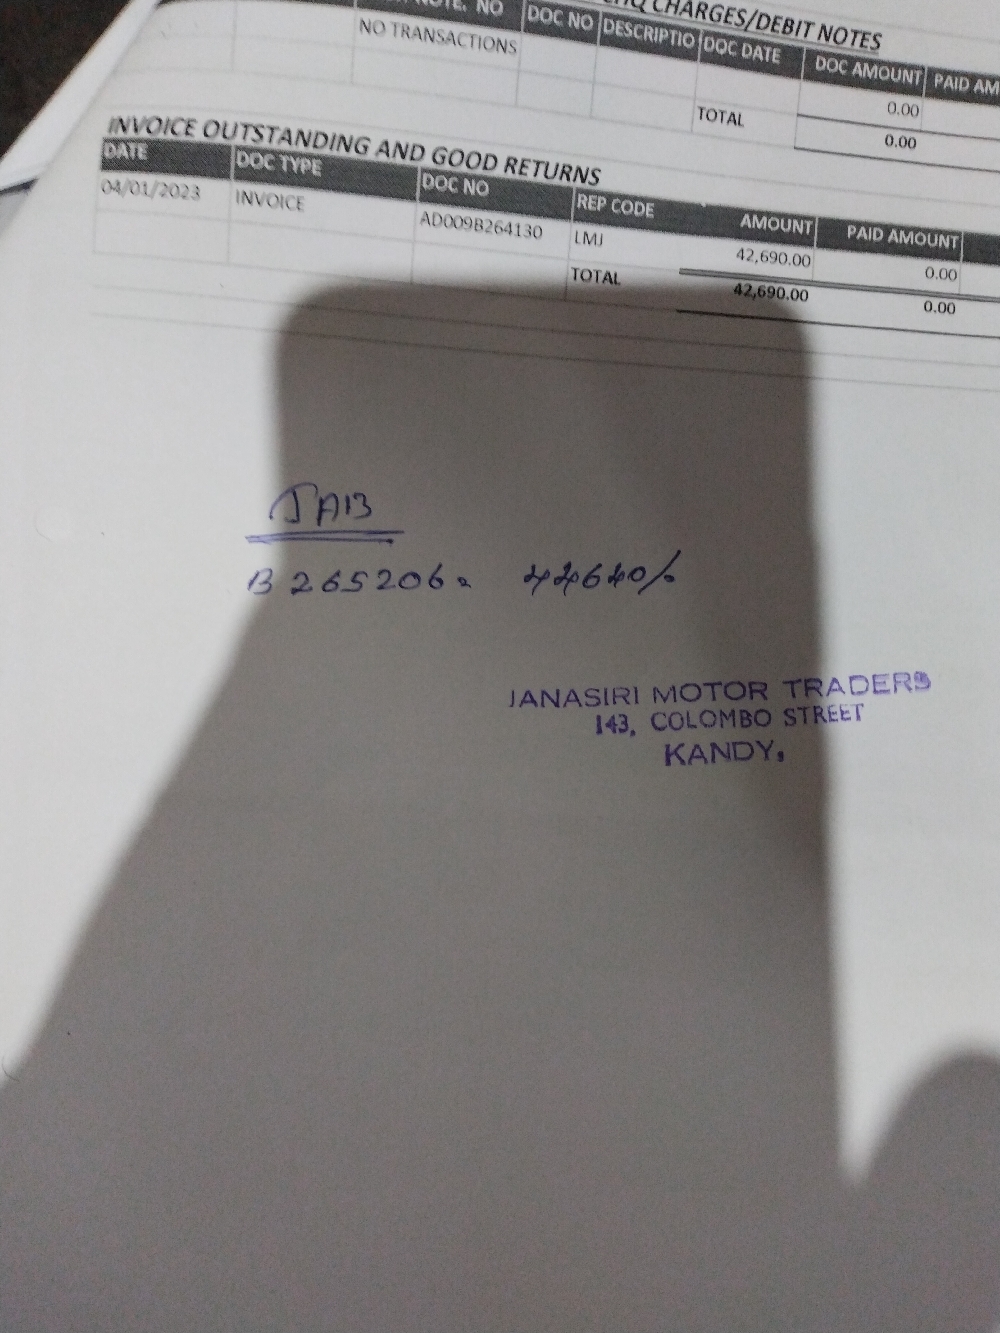 CHARGES/DEBIT NOTES
NO DOC NO DESCRIPTIO DOC DATE DOC AMOUNT PAID AM
NO TRANSACTIONS 0.00
TOTAL 0.00
INVOICE OUTSTANDING AND GOOD RETURNS
DATE DOC TYPE DOC NO REP CODE AMOUNT PAID AMOUNT
04/01/2023 INVOICE AD009B264130 LMJ 42,690.00 0.00
TOTAL 42,690.00 0.00
JAB
B 265206. 44640/
JANASIRI MOTOR TRADERS
143, COLOMBO STREET
KANDY.